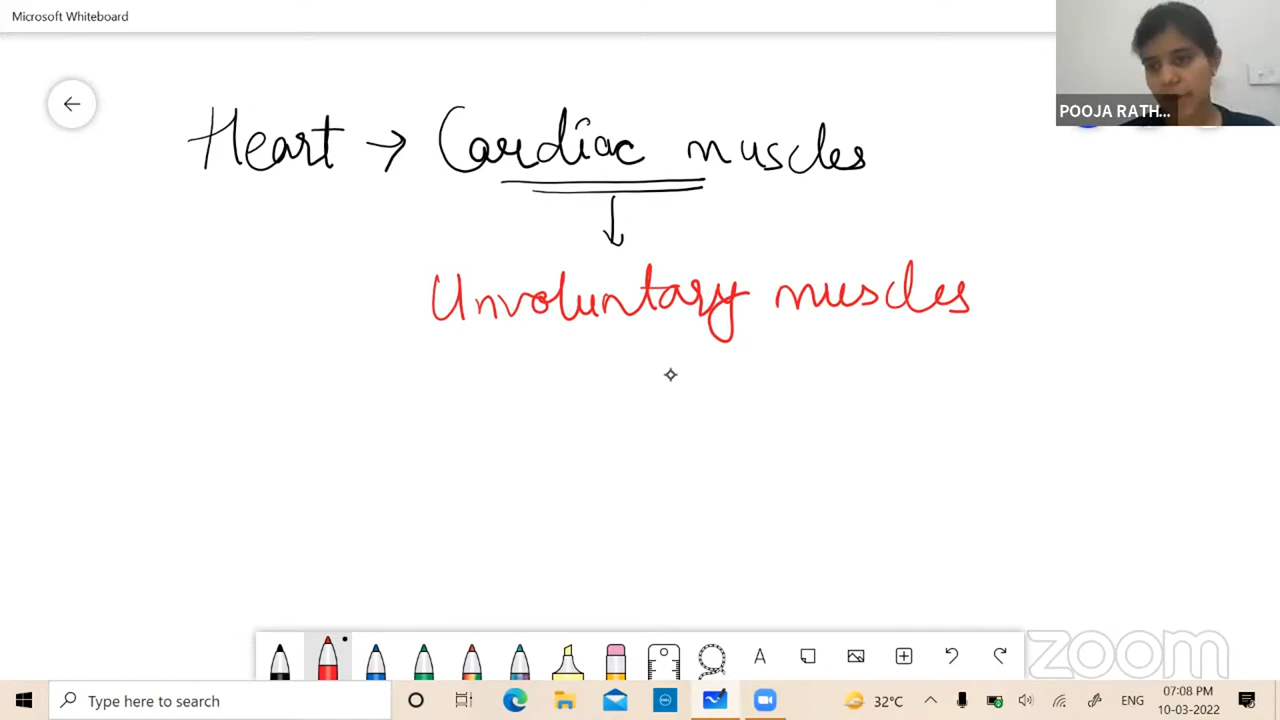 Microsoft Whiteboard
POOJA RATH...
Heart → Cardiac muscles
↓
Unvoluntary muscles
A
zoom
Type here to search
32°C
ENG
07:08 PM
10-03-2022